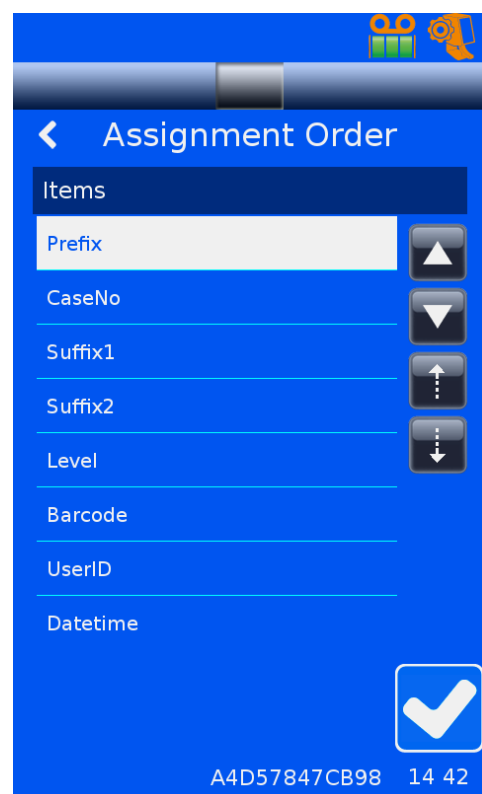 Assignment Order
Items
Prefix
CaseNo
Suffix1
Suffix2
Level
Barcode
UserID
Datetime
A4D57847CB98 14 42